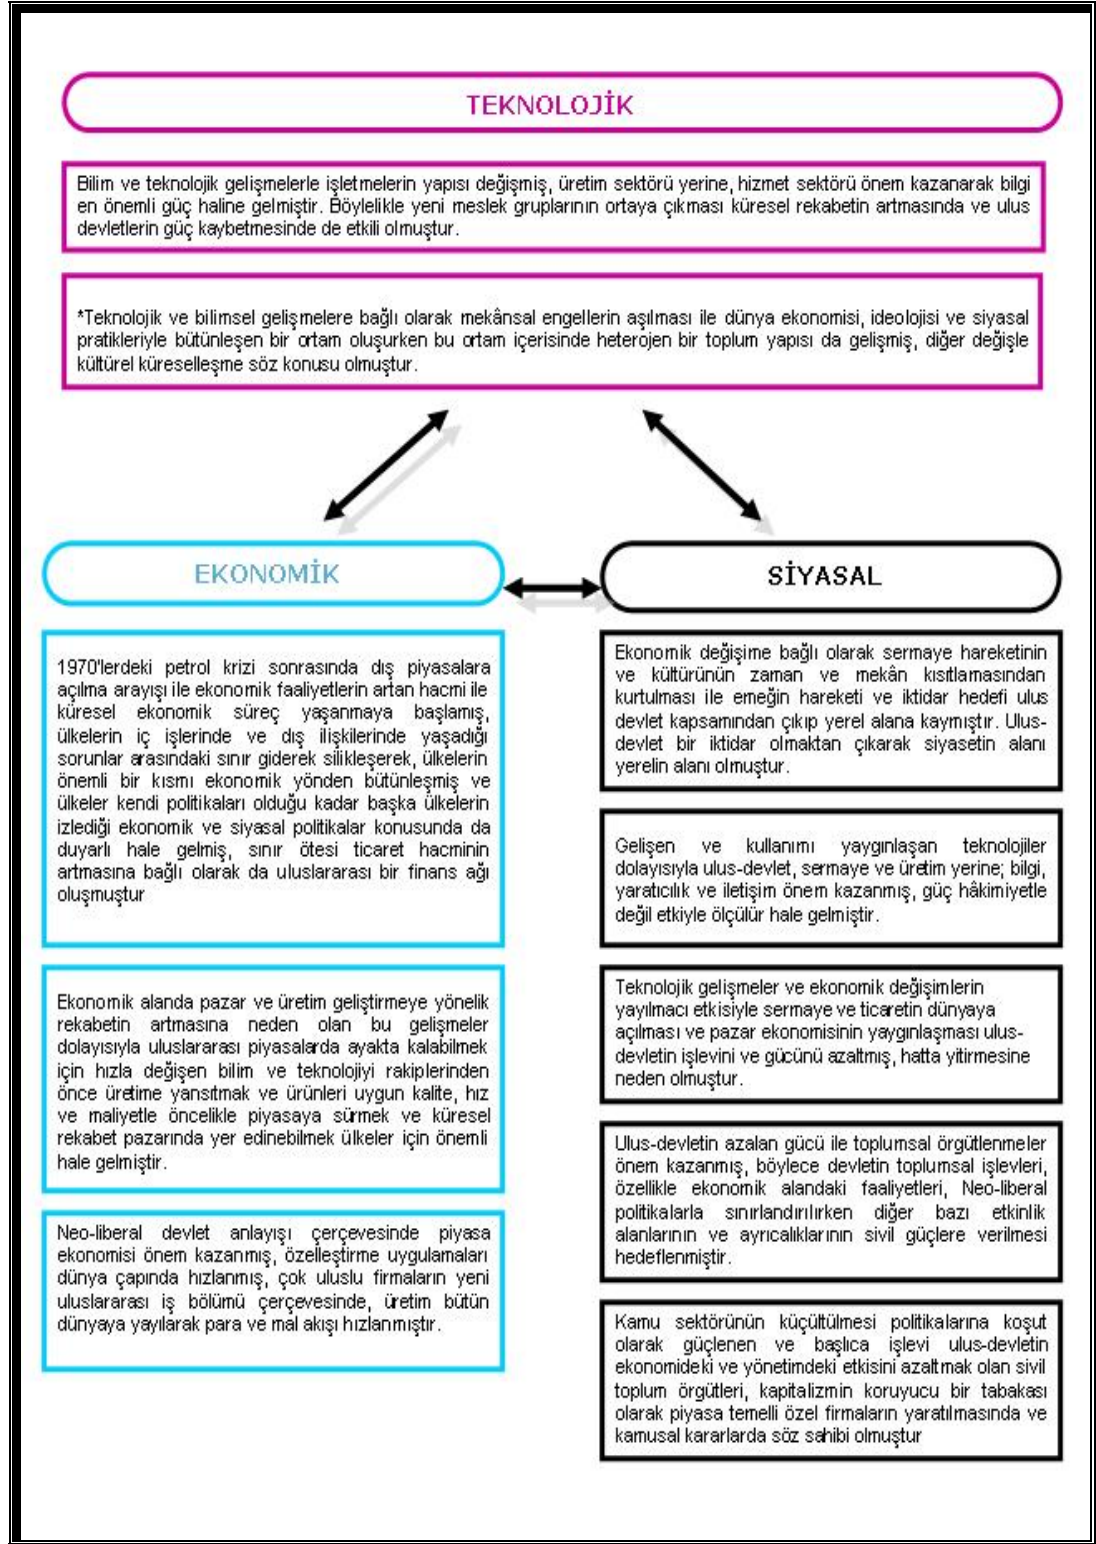 TEKNOLOJİK
Bilim ve teknolojik gelişmelerle işletmelerin yapısı değişmiş, üretim sektörü yerine, hizmet sektörü önem kazanarak bilgi
en önemli güç haline gelmiştir. Böylelikle yeni meslek gruplarının ortaya çıkması küresel rekabetin artmasında ve ulus
devletlerin güç kaybetmesinde de etkili olmuştur.
*Teknolojik ve bilimsel gelişmelere bağlı olarak mekânsal engellerin aşılması ile dünya ekonomisi, ideolojisi ve siyasal
pratikleriyle bütünleşen bir ortam oluşurken bu ortam içerisinde heterojen bir toplum yapısı da gelişmiş, diğer değişle
kültürel küreselleşme söz konusu olmuştur.
EKONOMİK
1970'lerdeki petrol krizi sonrasında dış piyasalara
açılma arayışı ile ekonomik faaliyetlerin artan hacmi ile
küresel ekonomik süreç yaşanmaya başlamış,
ülkelerin iç işlerinde ve dış ilişkilerinde yaşadığı
sorunlar arasındaki sınır giderek silikleşerek, ülkelerin
önemli bir kısmı ekonomik yönden bütünleşmiş ve
ülkeler kendi politikaları olduğu kadar başka ülkelerin
izlediği ekonomik ve siyasal politikalar konusunda da
duyarlı hale gelmiş, sınır ötesi ticaret hacminin
artmasına bağlı olarak da uluslararası bir finans ağı
oluşmuştur
Ekonomik alanda pazar ve üretim geliştirmeye yönelik
rekabetin artmasına neden olan bu gelişmeler
dolayısıyla uluslararası piyasalarda ayakta kalabilmek
için hızla değişen bilim ve teknolojiyi rakiplerinden
önce üretime yansıtmak ve ürünleri uygun kalite, hız
ve maliyetle öncelikle piyasaya sürmek ve küresel
rekabet pazarında yer edinebilmek ülkeler için önemli
hale gelmiştir.
Neo-liberal devlet anlayışı çerçevesinde piyasa
ekonomisi önem kazanmış, özelleştirme uygulamaları
dünya çapında hızlanmış, çok uluslu firmaların yeni
uluslararası iş bölümü çerçevesinde, üretim bütün
dünyaya yayılarak para ve mal akışı hızlanmıştır.
SİYASAL
Ekonomik değişime bağlı olarak sermaye hareketinin
ve kültürünün zaman ve mekân kısıtlamasından
kurtulması ile emeğin hareketi ve iktidar hedefi ulus
devlet kapsamından çıkıp yerel alana kaymıştır. Ulus-
devlet bir iktidar olmaktan çıkarak siyasetin alanı
yerelin alanı olmuştur.
Gelişen ve kullanımı yaygınlaşan teknolojiler
dolayısıyla ulus-devlet, sermaye ve üretim yerine; bilgi,
yaratıcılık ve iletişim önem kazanmış, güç hâkimiyetle
değil etkiyle ölçülür hale gelmiştir.
Teknolojik gelişmeler ve ekonomik değişimlerin
yayılmacı etkisiyle sermaye ve ticaretin dünyaya
açılması ve pazar ekonomisinin yaygınlaşması ulus-
devletin işlevini ve gücünü azaltmış, hatta yitirmesine
neden olmuştur.
Ulus-devletin azalan gücü ile toplumsal örgütlenmeler
önem kazanmış, böylece devletin toplumsal işlevleri,
özellikle ekonomik alandaki faaliyetleri, Neo-liberal
politikalarla sınırlandırılırken diğer bazı etkinlik
alanlarının ve ayrıcalıklarının sivil güçlere verilmesi
hedeflenmiştir.
Kamu sektörünün küçültülmesi politikalarına koşut
olarak güçlenen ve başlıca işlevi ulus-devletin
ekonomideki ve yönetimdeki etkisini azaltmak olan sivil
toplum örgütleri, kapitalizmin koruyucu bir tabakası
olarak piyasa temelli özel firmaların yaratılmasında ve
kamusal kararlarda söz sahibi olmuştur